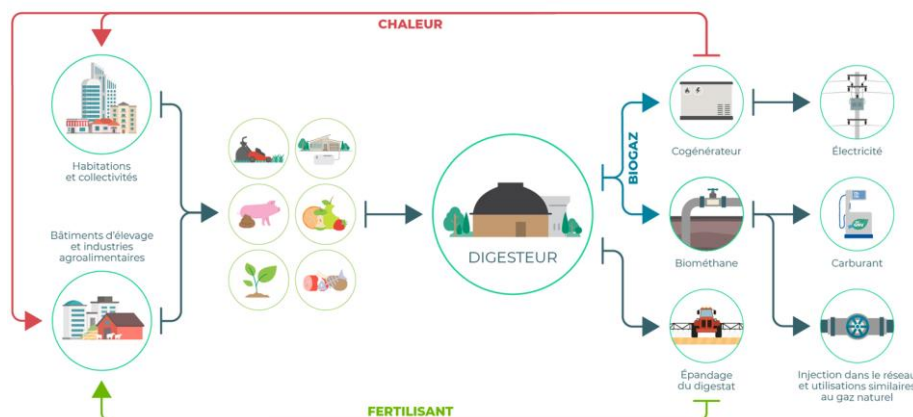 CHALEUR
Habitations
et collectivités
Bâtiments d'élevage
et industries
agroalimentaires
DIGESTEUR
BIOGAZ
Cogénérateur
Électricité
Biométhane
Carburant
Épandage
du digestat
Injection dans le réseau
et utilisations similaires
au gaz naturel
FERTILISANT